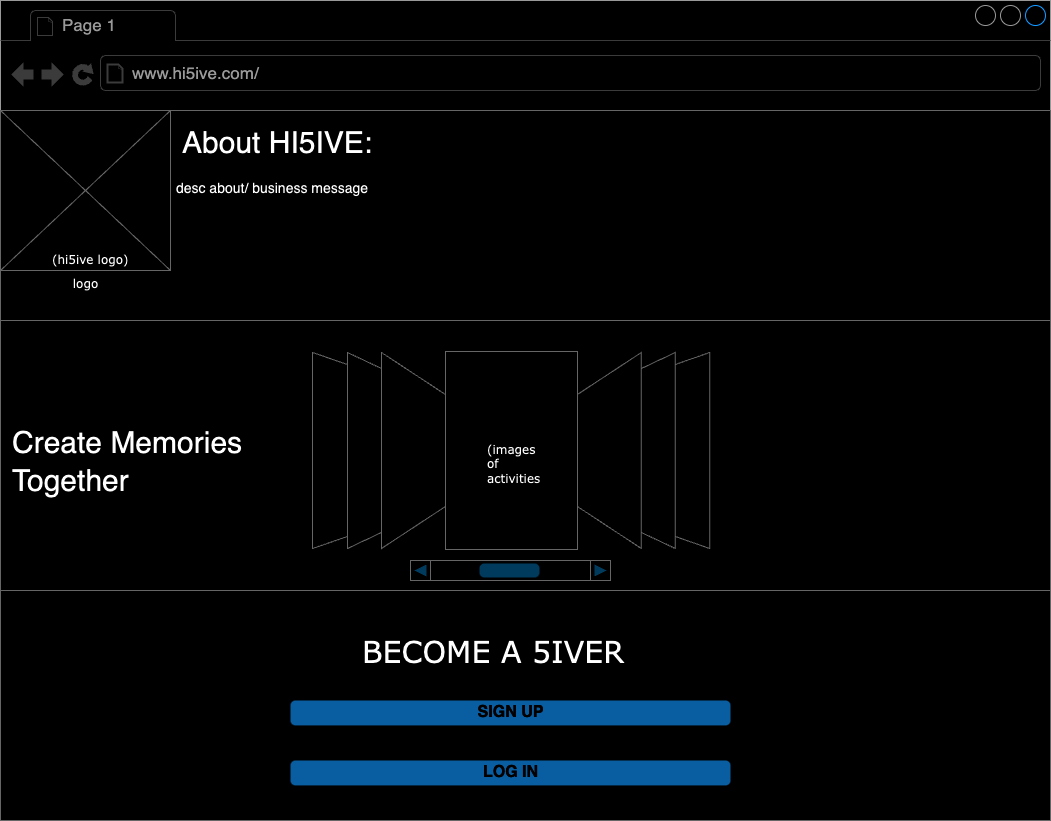 Page 1
www.hi5ive.com/
About HI5IVE:
desc about/ business message
(hi5ive logo)
logo
Create Memories
Together
(images
of
activities
BECOME A 5IVER
SIGN UP
LOG IN